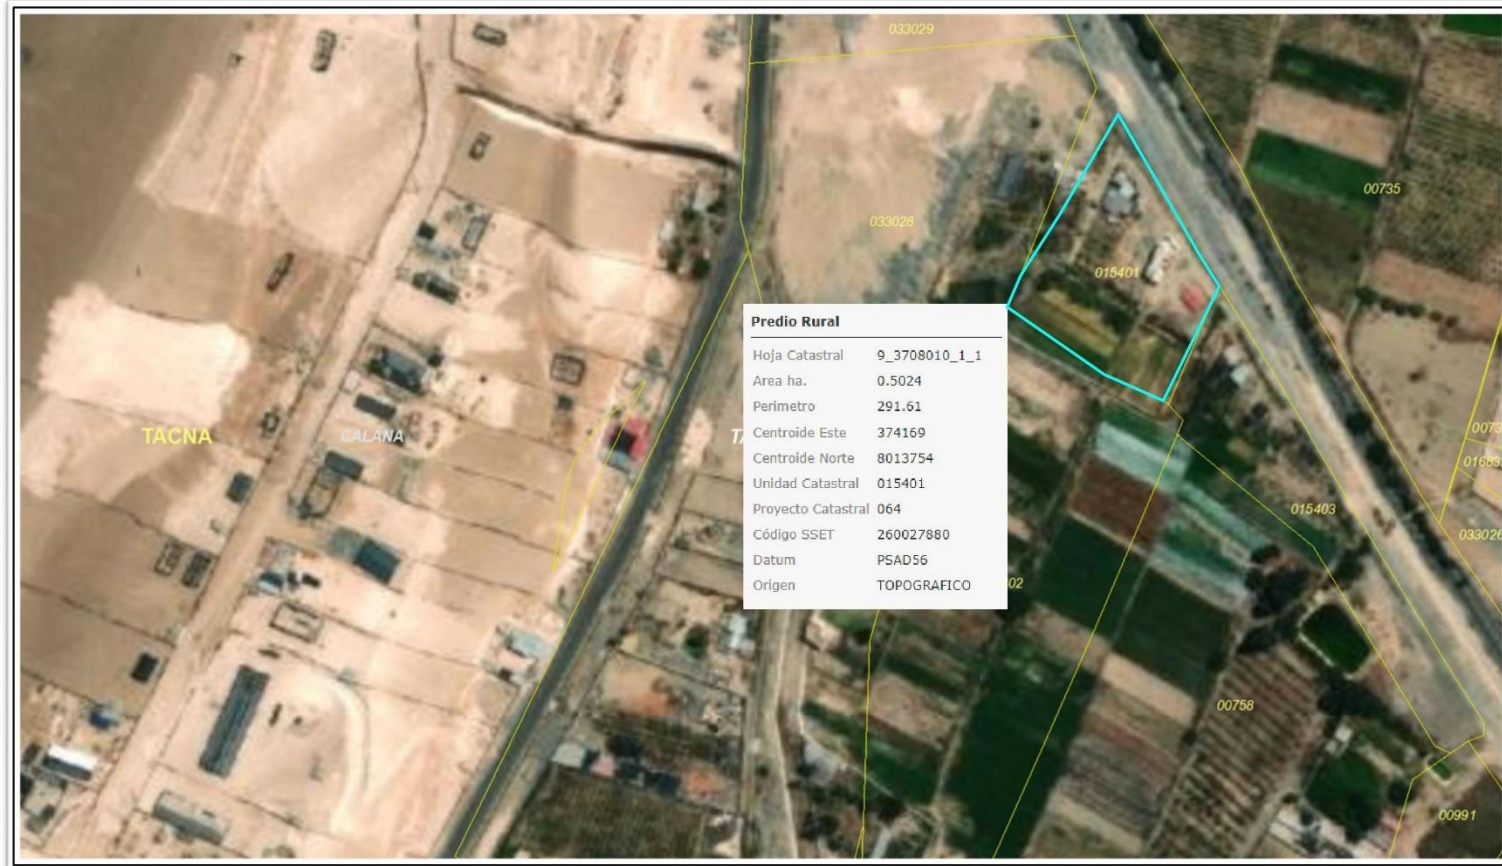 033029
00735
033028
015401
Predio Rural
Hoja Catastral 9_3708010_1_1
Area ha. 0.5024
Perimetro 291.61
Centroide Este 374169
Centroide Norte 8013754
Unidad Catastral 015401
Proyecto Catastral 064
Código SSET 260027880
Datum PSAD56
Origen TOPOGRAFICO
TACNA
CALANA
015403
033026
00758
00991